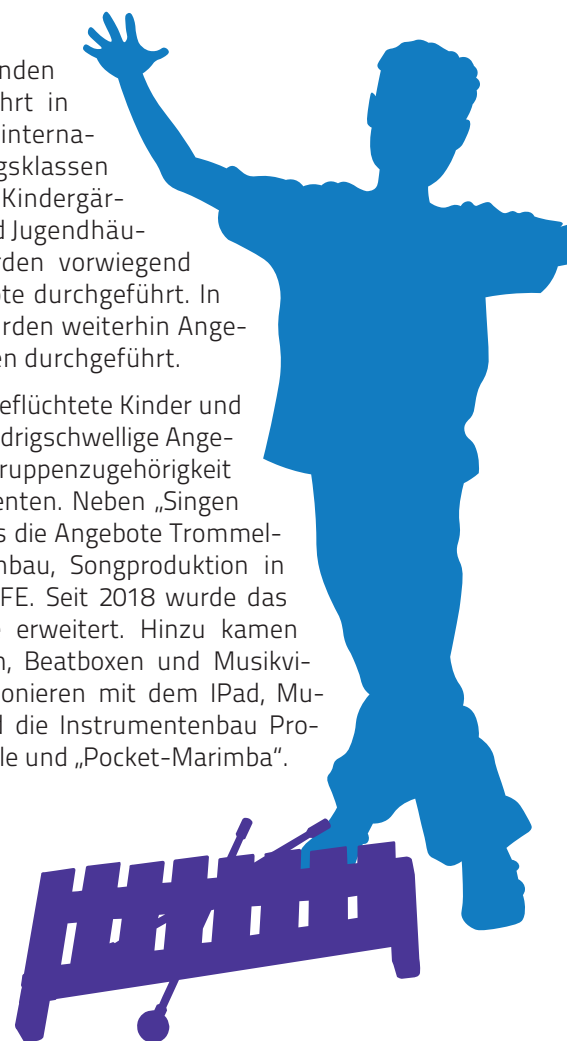 nden
hrt in
interna-
gsklassen
Kindergär-
d Jugendhäu-
rden vorwiegend
ote durchgeführt. In
urden weiterhin Ange-
en durchgeführt.
eflüchtete Kinder und
drigschwellige Ange-
ruppenzugehörigkeit
enten. Neben „Singen
s die Angebote Trommel-
nbau, Songproduktion in
FE. Seit 2018 wurde das
e erweitert. Hinzu kamen
n, Beatboxen und Musikvi-
onieren mit dem IPad, Mu-
d die Instrumentenbau Pro-
le und „Pocket-Marimba“.